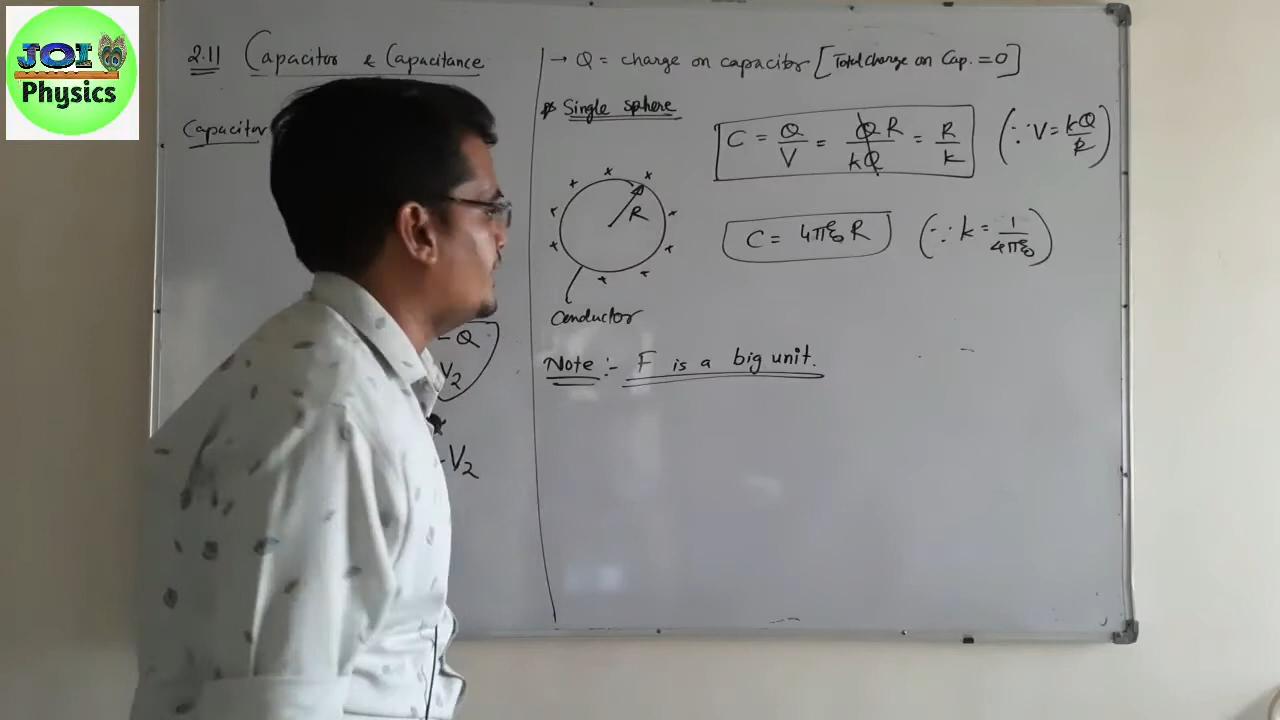 JOI
Physics
2.11 Capacitor & Capacitance
Capacitor
- Q
V₂
-V₂
→ Q = charge on capacitor [Total charge on Cap. = 0]
Single sphere
C = Q/V = QR/kQ = R/k (∵ V = kQ/R)
R
C = 4πε₀ R (∵ k = 1/4πε₀)
Conductor
Note :- F is a big unit.